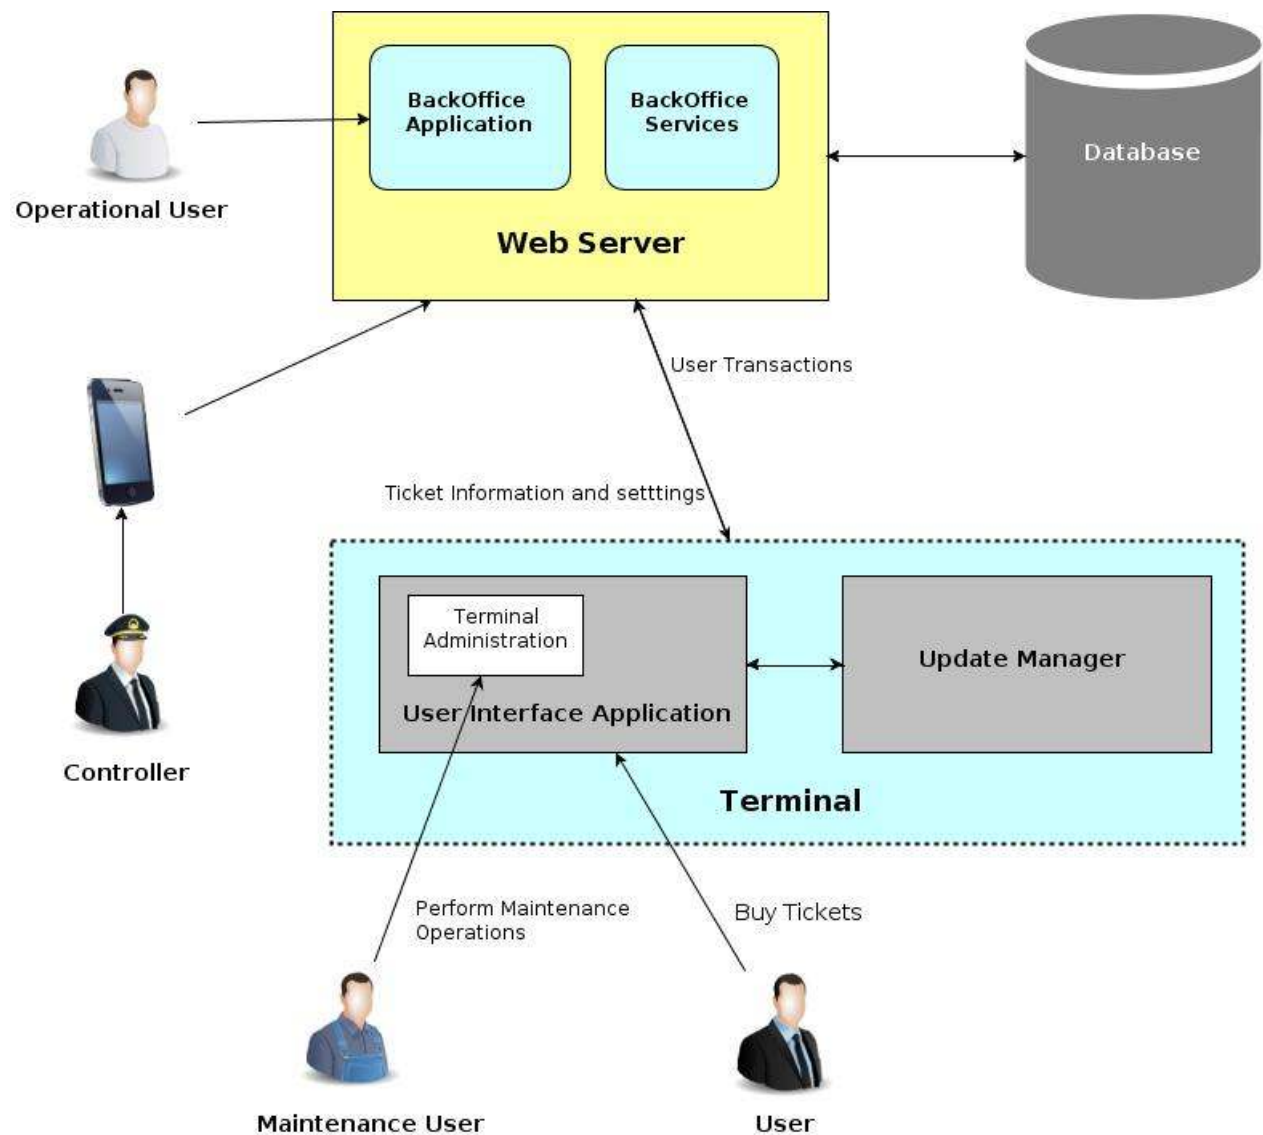 BackOffice
Application
BackOffice
Services
Database
Operational User
Web Server
User Transactions
Ticket Information and setttings
Terminal
Administration
Update Manager
User Interface Application
Controller
Terminal
Perform Maintenance
Operations
Buy Tickets
Maintenance User
User